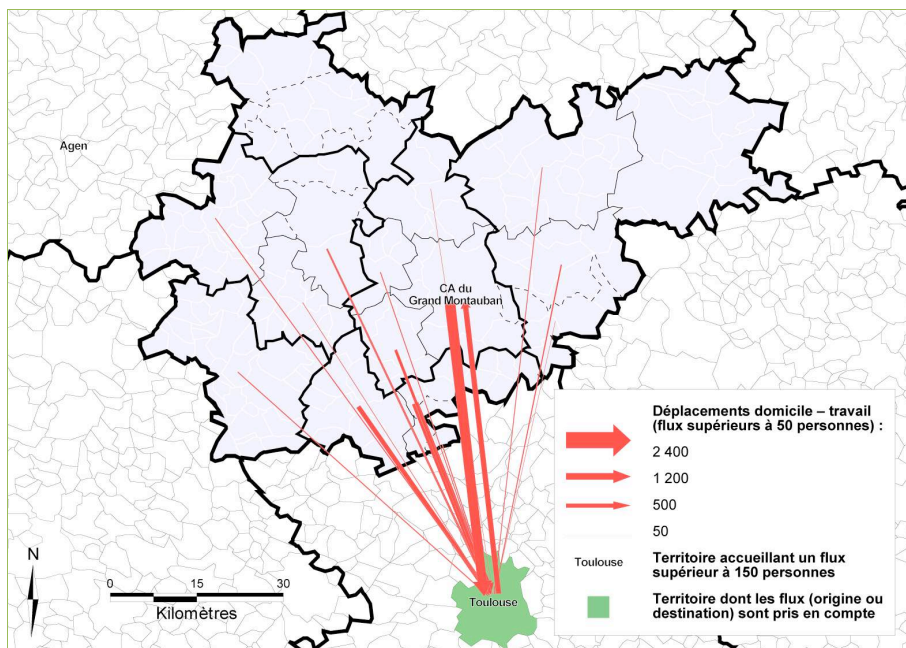 Agen
CA du
Grand Montauban
Déplacements domicile – travail
(flux supérieurs à 50 personnes) :
2 400
1 200
500
50
Toulouse
Territoire accueillant un flux
supérieur à 150 personnes
Territoire dont les flux (origine ou
destination) sont pris en compte
N
0 15 30
Kilomètres
Toulouse